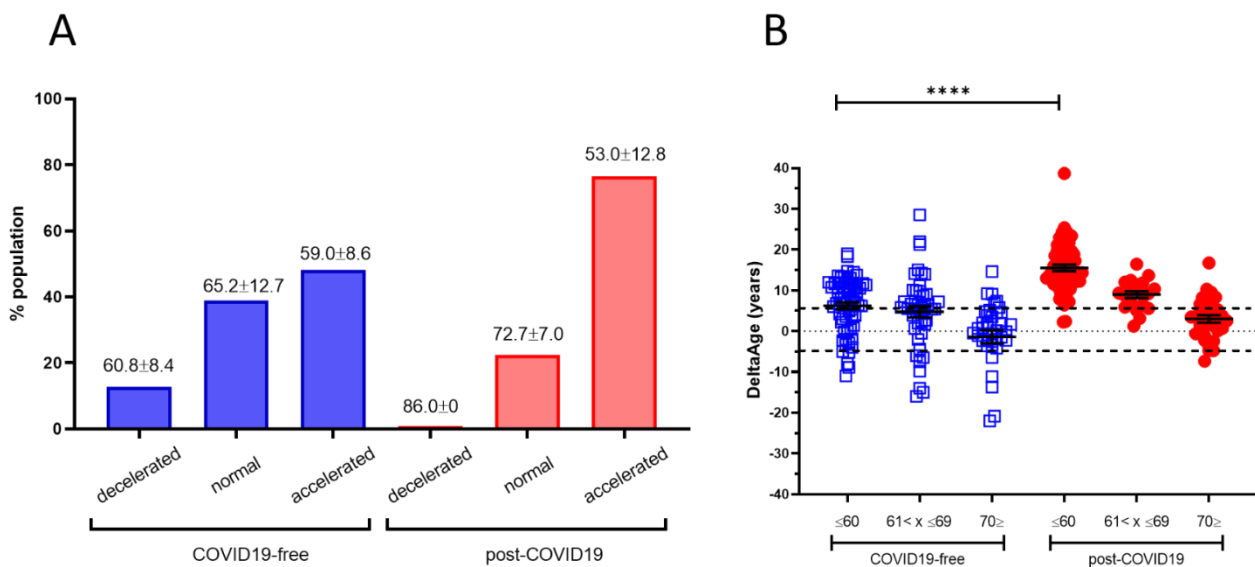 A
% population
100
80
60
40
20
0
60.8±8.4
65.2±12.7
59.0±8.6
86.0±0
72.7±7.0
53.0±12.8
decelerated
normal
accelerated
decelerated
normal
accelerated
COVID19-free
post-COVID19
B
****
DeltaAge (years)
40
30
20
10
0
-10
-20
-30
-40
≤60
61< x ≤69
70≥
≤60
61< x ≤69
70≥
COVID19-free
post-COVID19